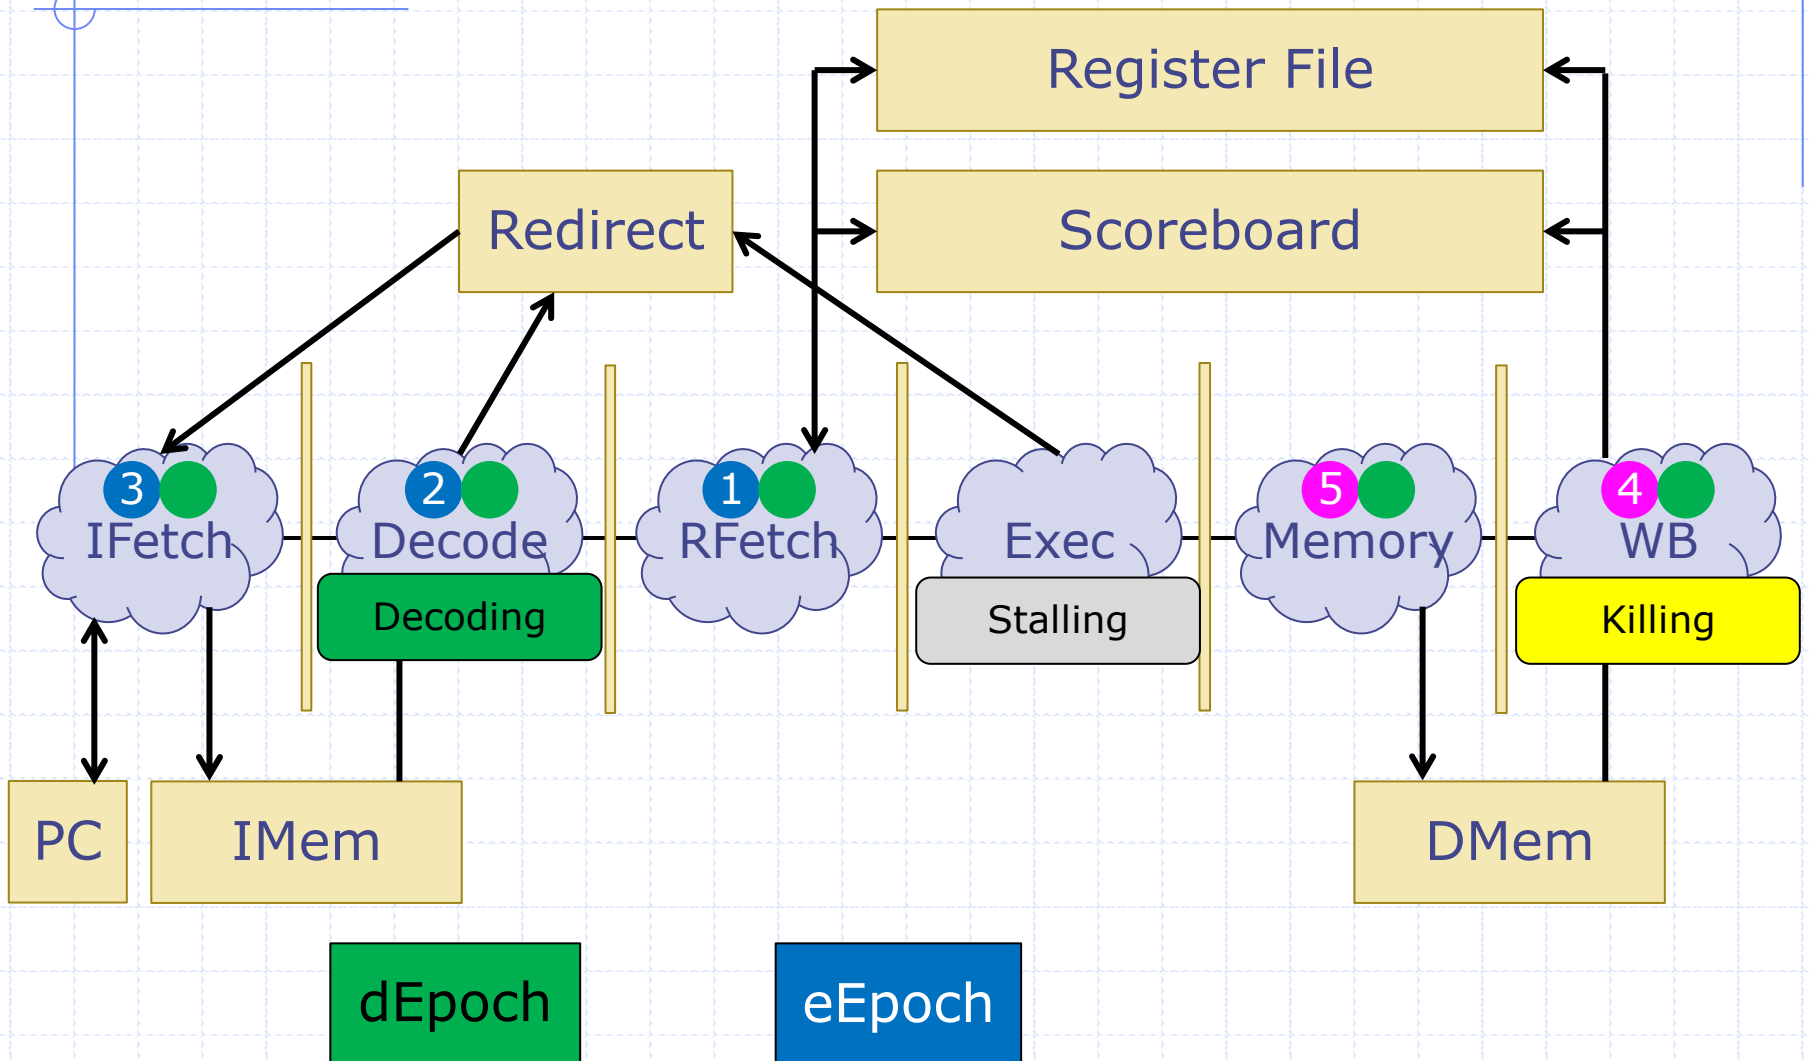 Register File
Redirect
Scoreboard
3
2
1
5
4
IFetch
Decode
RFetch
Exec
Memory
WB
Decoding
Stalling
Killing
PC
IMem
DMem
dEpoch
eEpoch